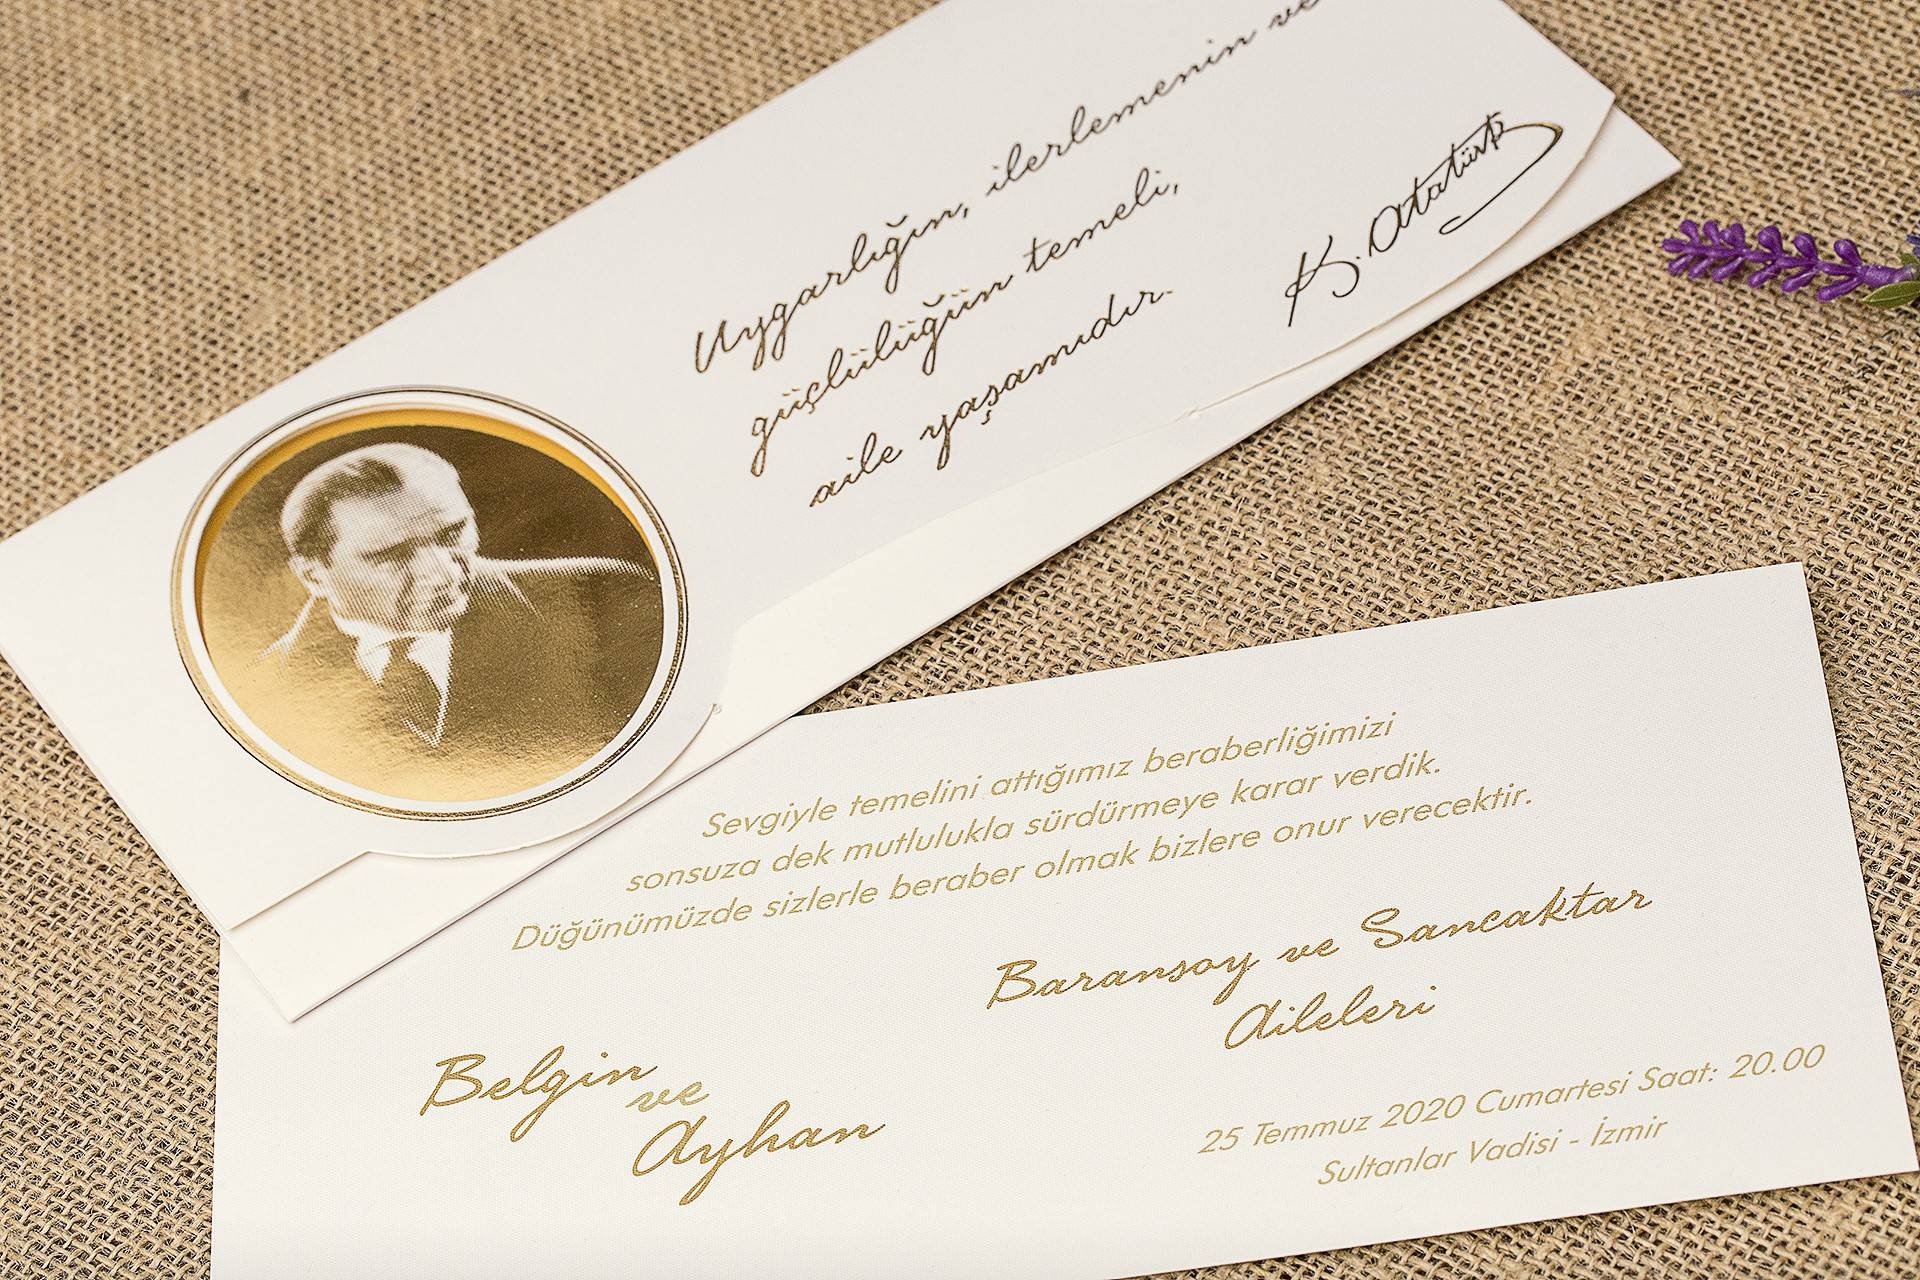 Uygarlığın, ilerlemenin ve
güçlülüğün temeli,
aile yaşamıdır.
K. Atatürk
Sevgiyle temelini attığımız beraberliğimizi
sonsuza dek mutlulukla sürdürmeye karar verdik.
Düğünümüzde sizlerle beraber olmak bizlere onur verecektir.
Baransoy ve Sancaktar
Aileleri
Belgin
ve
Ayhan
25 Temmuz 2020 Cumartesi Saat: 20.00
Sultanlar Vadisi - İzmir